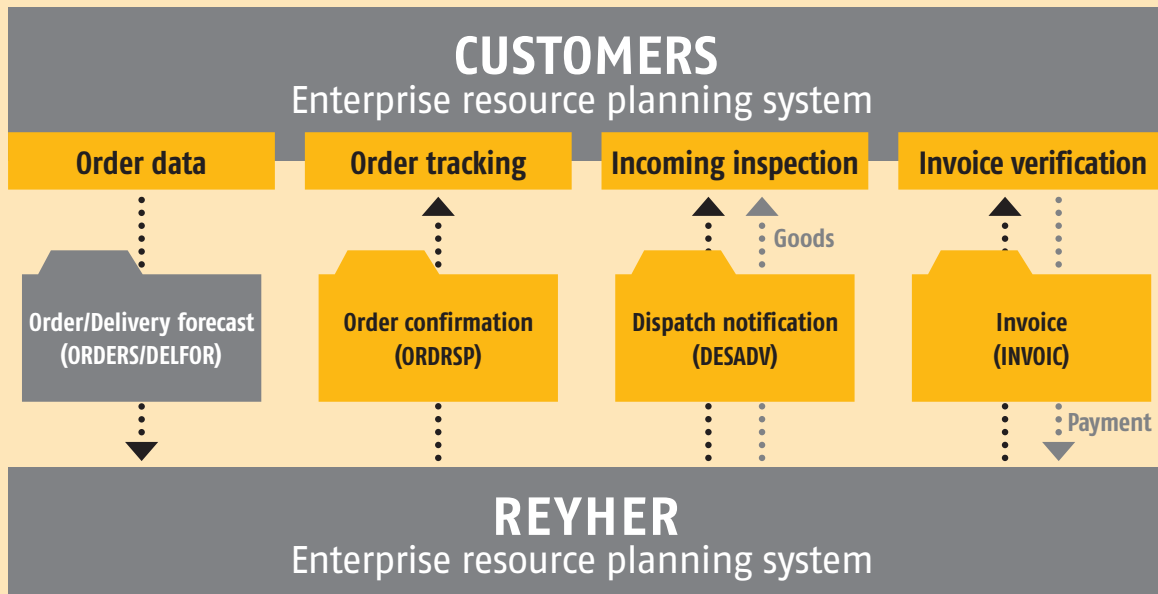 CUSTOMERS
Enterprise resource planning system
Order data
Order tracking
Incoming inspection
Invoice verification
Goods
Order/Delivery forecast
(ORDERS/DELFOR)
Order confirmation
(ORDRSP)
Dispatch notification
(DESADV)
Invoice
(INVOIC)
Payment
REYHER
Enterprise resource planning system